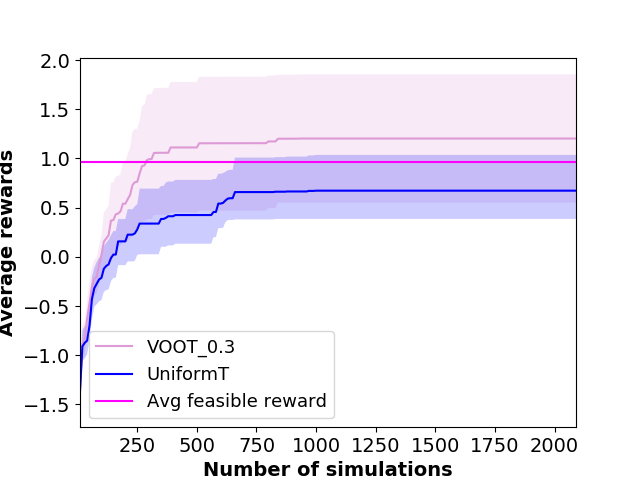 Average rewards
2.0
1.5
1.0
0.5
0.0
−0.5
−1.0
−1.5
VOOT_0.3
UniformT
Avg feasible reward
250 500 750 1000 1250 1500 1750 2000
Number of simulations